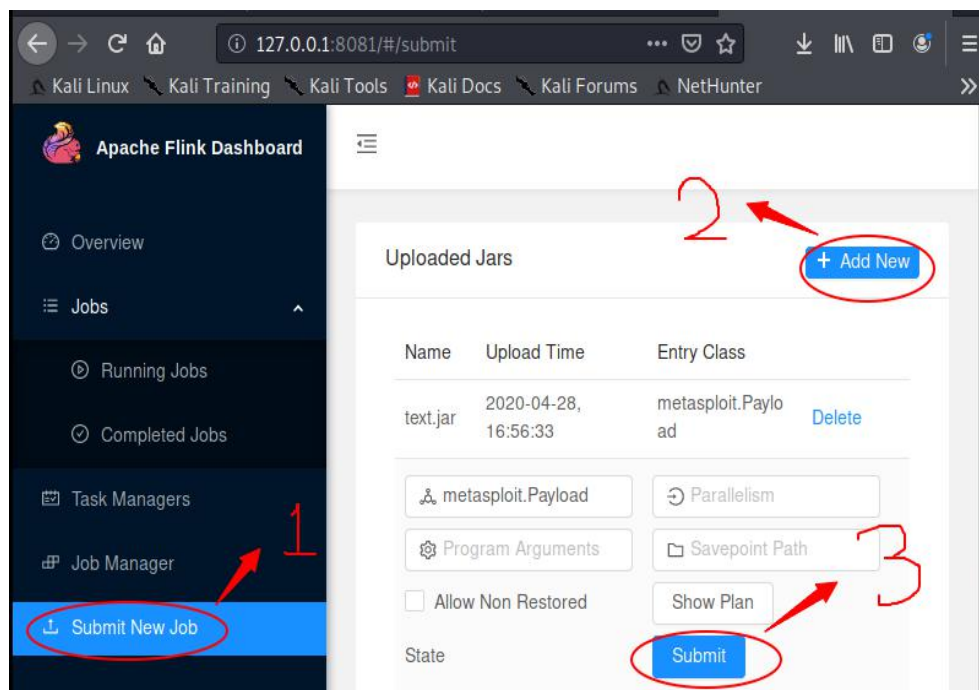 127.0.0.1:8081/#/submit
Kali Linux Kali Training Kali Tools Kali Docs Kali Forums NetHunter
Apache Flink Dashboard
Overview
Jobs
Running Jobs
Completed Jobs
Task Managers
Job Manager
Submit New Job
1
2
Uploaded Jars
+ Add New
Name Upload Time Entry Class
text.jar 2020-04-28, 16:56:33 metasploit.Payload Delete
metasploit.Payload Parallelism
Program Arguments Savepoint Path
3
Allow Non Restored State
Show Plan
Submit